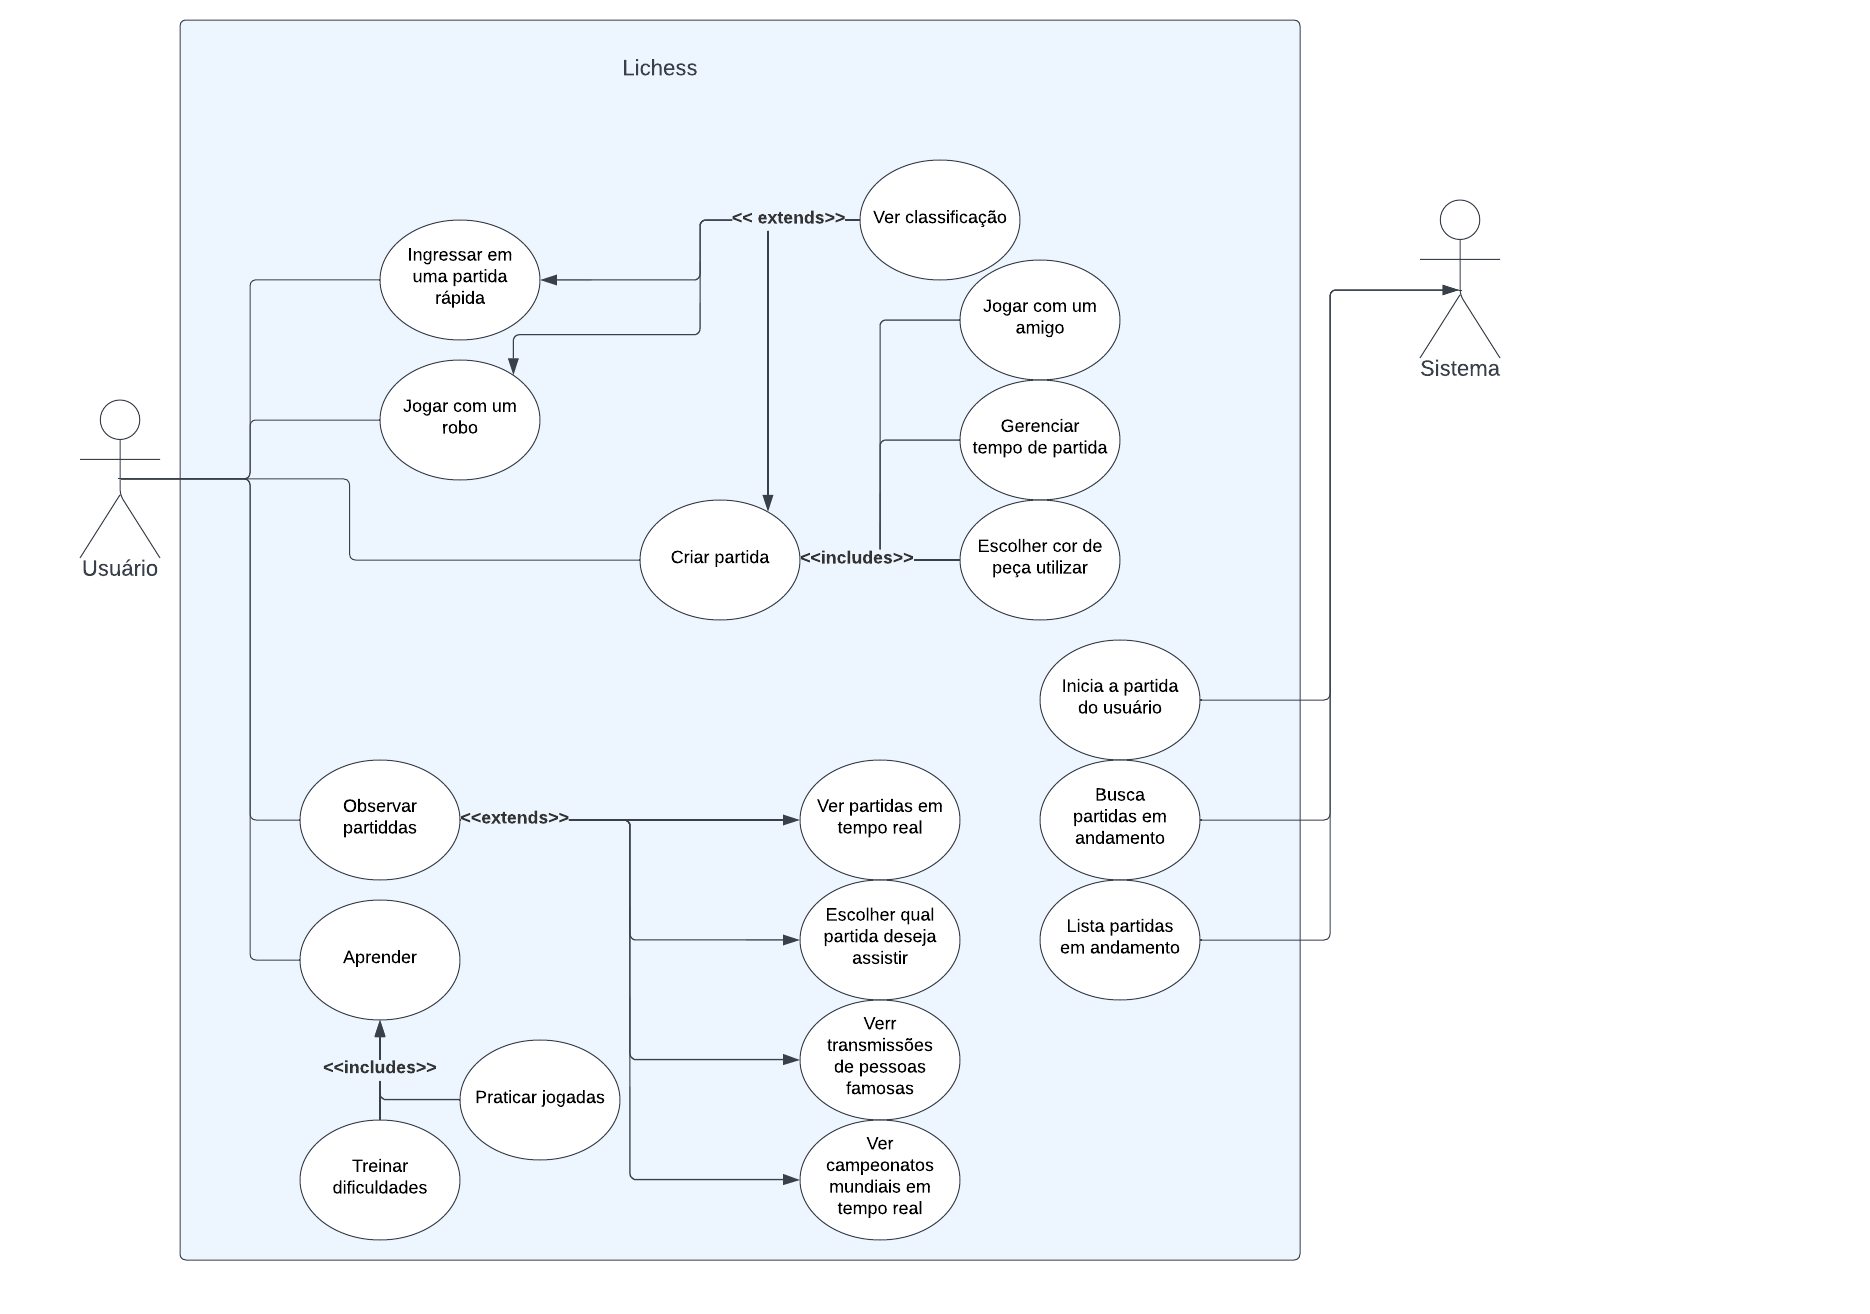 Lichess
<< extends>>
Ver classificação
Ingressar em
uma partida
rápida
Jogar com um
amigo
Sistema
Jogar com um
robo
Gerenciar
tempo de partida
Usuário
Criar partida
<<includes>>
Escolher cor de
peça utilizar
Inicia a partida
do usuário
Observar
partiddas
<<extends>>
Ver partidas em
tempo real
Busca
partidas em
andamento
Escolher qual
partida deseja
assistir
Lista partidas
em andamento
Aprender
<<includes>>
Praticar jogadas
Verr
transmissões
de pessoas
famosas
Treinar
dificuldades
Ver
campeonatos
mundiais em
tempo real